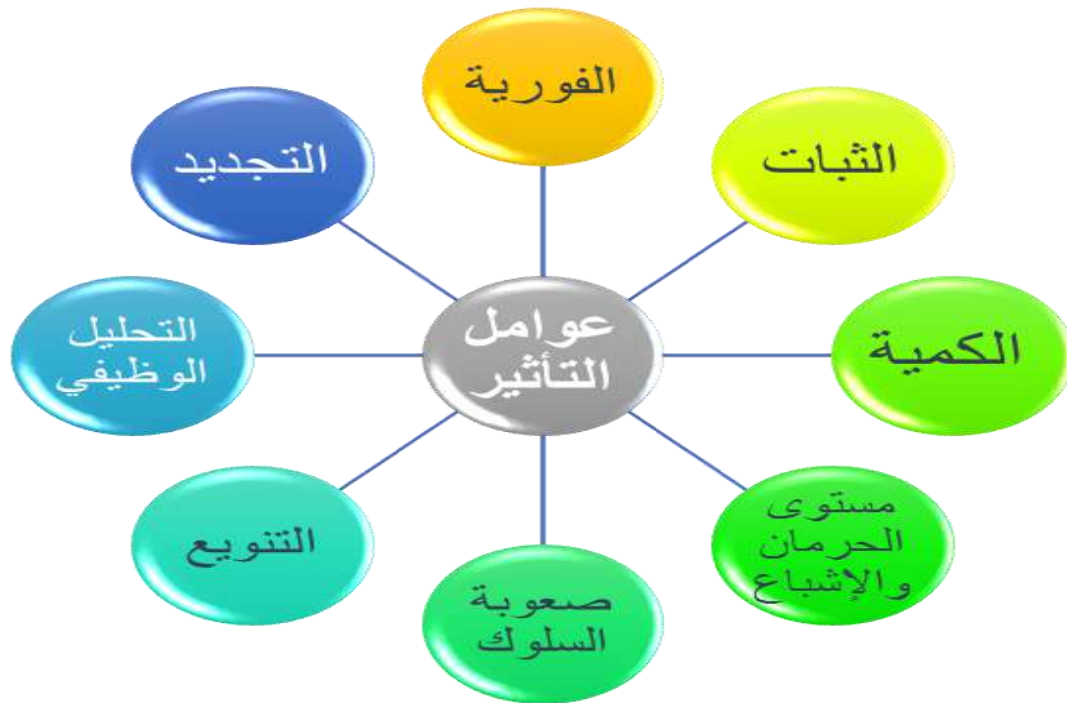 عوامل
التأثير
الفورية
الثبات
الكمية
مستوى
الحرمان
والإشباع
صعوبة
السلوك
التنويع
التحليل
الوظيفي
التجديد